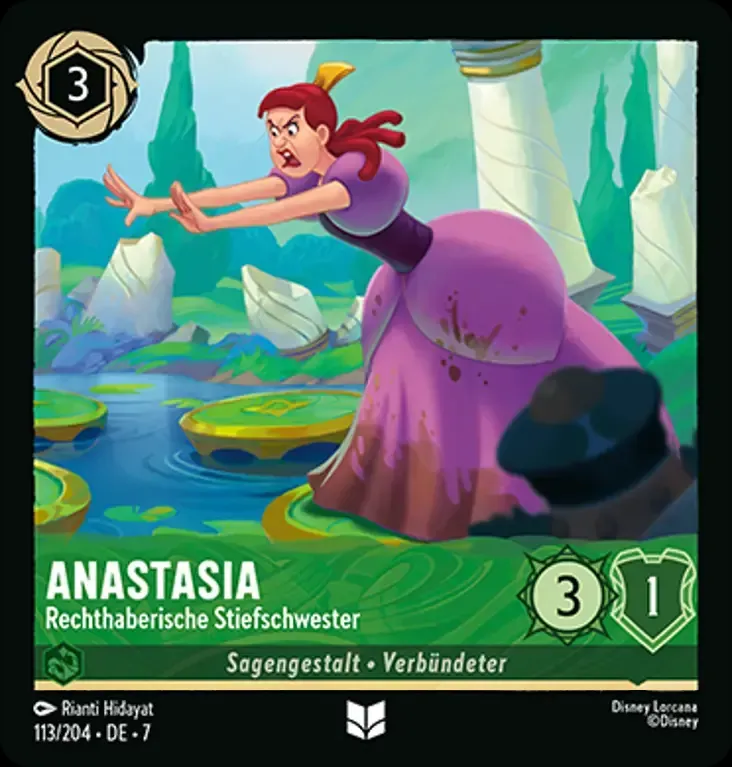 3
ANASTASIA
Rechthaberische Stiefschwester
3
1
Sagengestalt • Verbündeter
Rianti Hidayat
Disney Lorcana
113/204 • DE • 7
©Disney